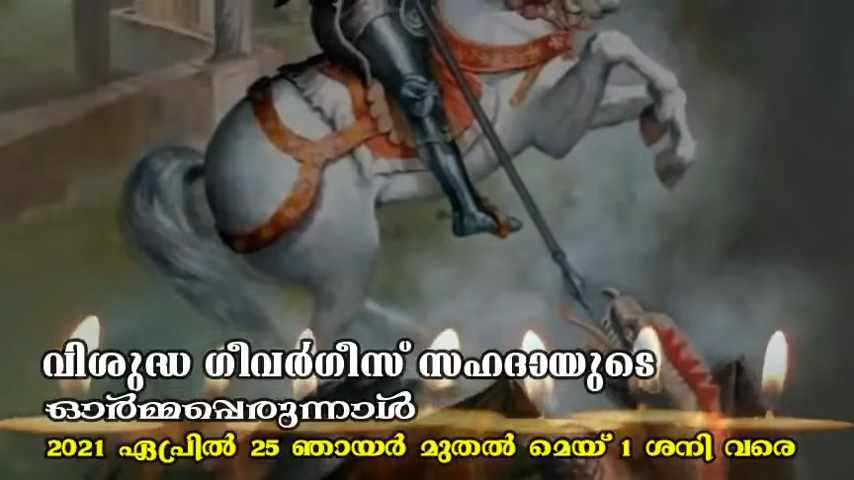 വിശുദ്ധ ഗീവർഗീസ് സഹദായുടെ
ഓർമ്മപ്പെരുന്നാൾ
2021 ഏപ്രിൽ 25 ഞായർ മുതൽ മെയ് 1 ശനി വരെ